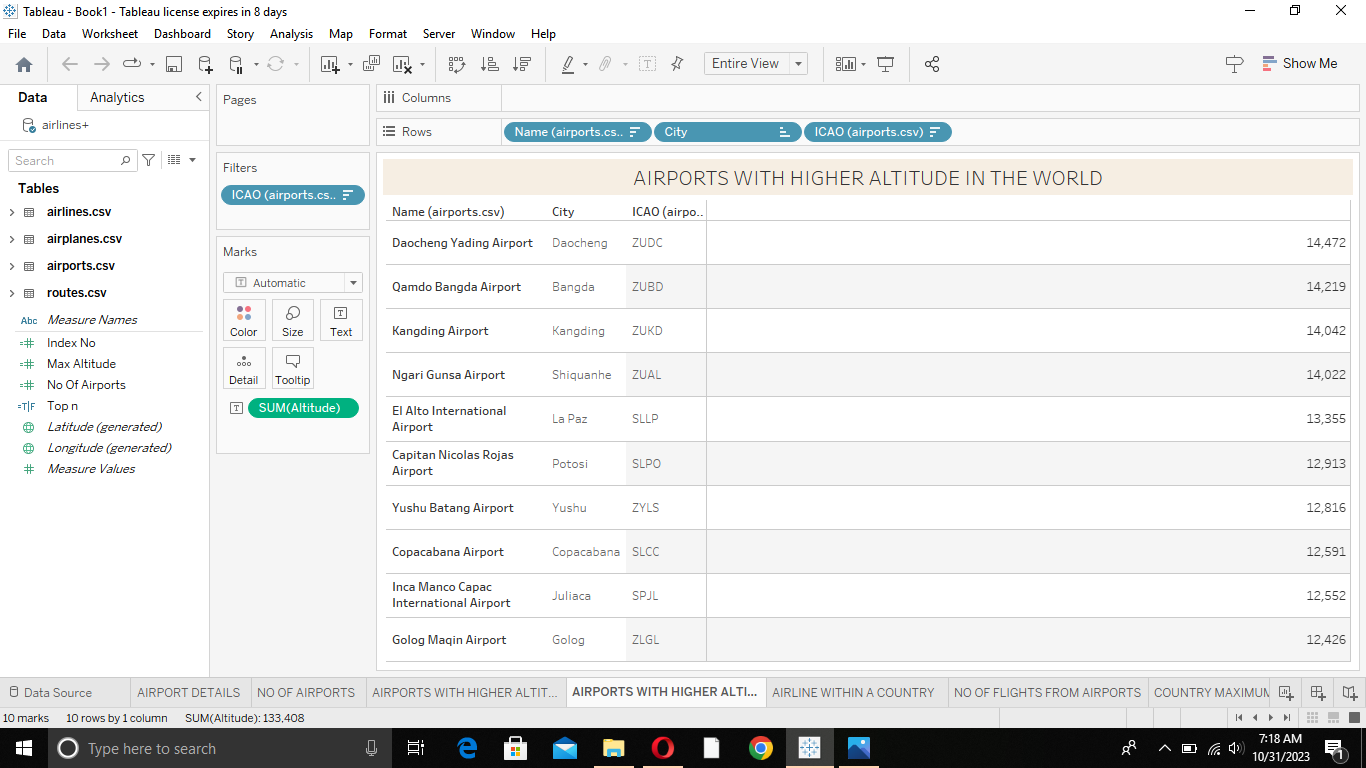 Tableau - Book1 - Tableau license expires in 8 days
File Data Worksheet Dashboard Story Analysis Map Format Server Window Help
Entire View
Show Me
Data Analytics
airlines+
Search
Tables
airlines.csv
airplanes.csv
airports.csv
routes.csv
Abc Measure Names
Index No
Max Altitude
No Of Airports
=T|F Top n
Latitude (generated)
Longitude (generated)
Measure Values
Pages
Filters
ICAO (airports.cs..
Marks
Automatic
Color Size Text
Detail Tooltip
SUM(Altitude)
Columns
Rows Name (airports.cs.. City ICAO (airports.csv)
AIRPORTS WITH HIGHER ALTITUDE IN THE WORLD
Name (airports.csv) City ICAO (airpo..
Daocheng Yading Airport Daocheng ZUDC 14,472
Qamdo Bangda Airport Bangda ZUBD 14,219
Kangding Airport Kangding ZUKD 14,042
Ngari Gunsa Airport Shiquanhe ZUAL 14,022
El Alto International
Airport La Paz SLLP 13,355
Capitan Nicolas Rojas
Airport Potosi SLPO 12,913
Yushu Batang Airport Yushu ZYLS 12,816
Copacabana Airport Copacabana SLCC 12,591
Inca Manco Capac
International Airport Juliaca SPJL 12,552
Golog Maqin Airport Golog ZLGL 12,426
Data Source AIRPORT DETAILS NO OF AIRPORTS AIRPORTS WITH HIGHER ALTIT... AIRPORTS WITH HIGHER ALTI... AIRLINE WITHIN A COUNTRY NO OF FLIGHTS FROM AIRPORTS COUNTRY MAXIMUM
10 marks 10 rows by 1 column SUM(Altitude): 133,408
Type here to search
7:18 AM
10/31/2023
1